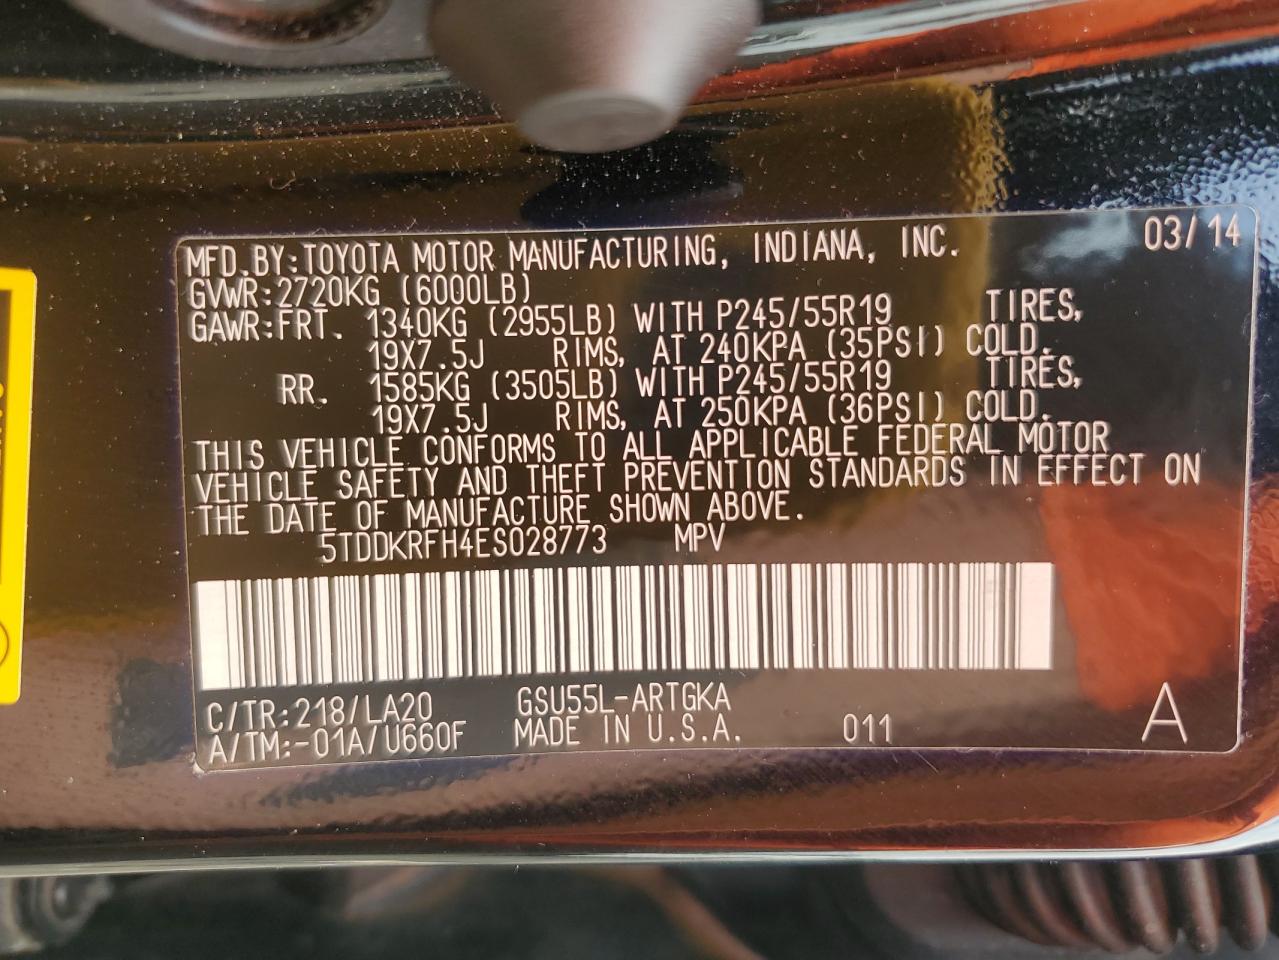 MFD.BY:TOYOTA MOTOR MANUFACTURING, INDIANA, INC. 03/14
GVWR:2720KG (6000LB)
GAWR:FRT. 1340KG (2955LB) WITH P245/55R19 TIRES,
19X7.5J RIMS, AT 240KPA (35PSI) COLD.
RR. 1585KG (3505LB) WITH P245/55R19 TIRES,
19X7.5J RIMS, AT 250KPA (36PSI) COLD.
THIS VEHICLE CONFORMS TO ALL APPLICABLE FEDERAL MOTOR
VEHICLE SAFETY AND THEFT PREVENTION STANDARDS IN EFFECT ON
THE DATE OF MANUFACTURE SHOWN ABOVE.
5TDDKRFH4ES028773 MPV
C/TR:218/LA20 GSU55L-ARTGKA
A/TM:-01A/U660F MADE IN U.S.A. 011 A